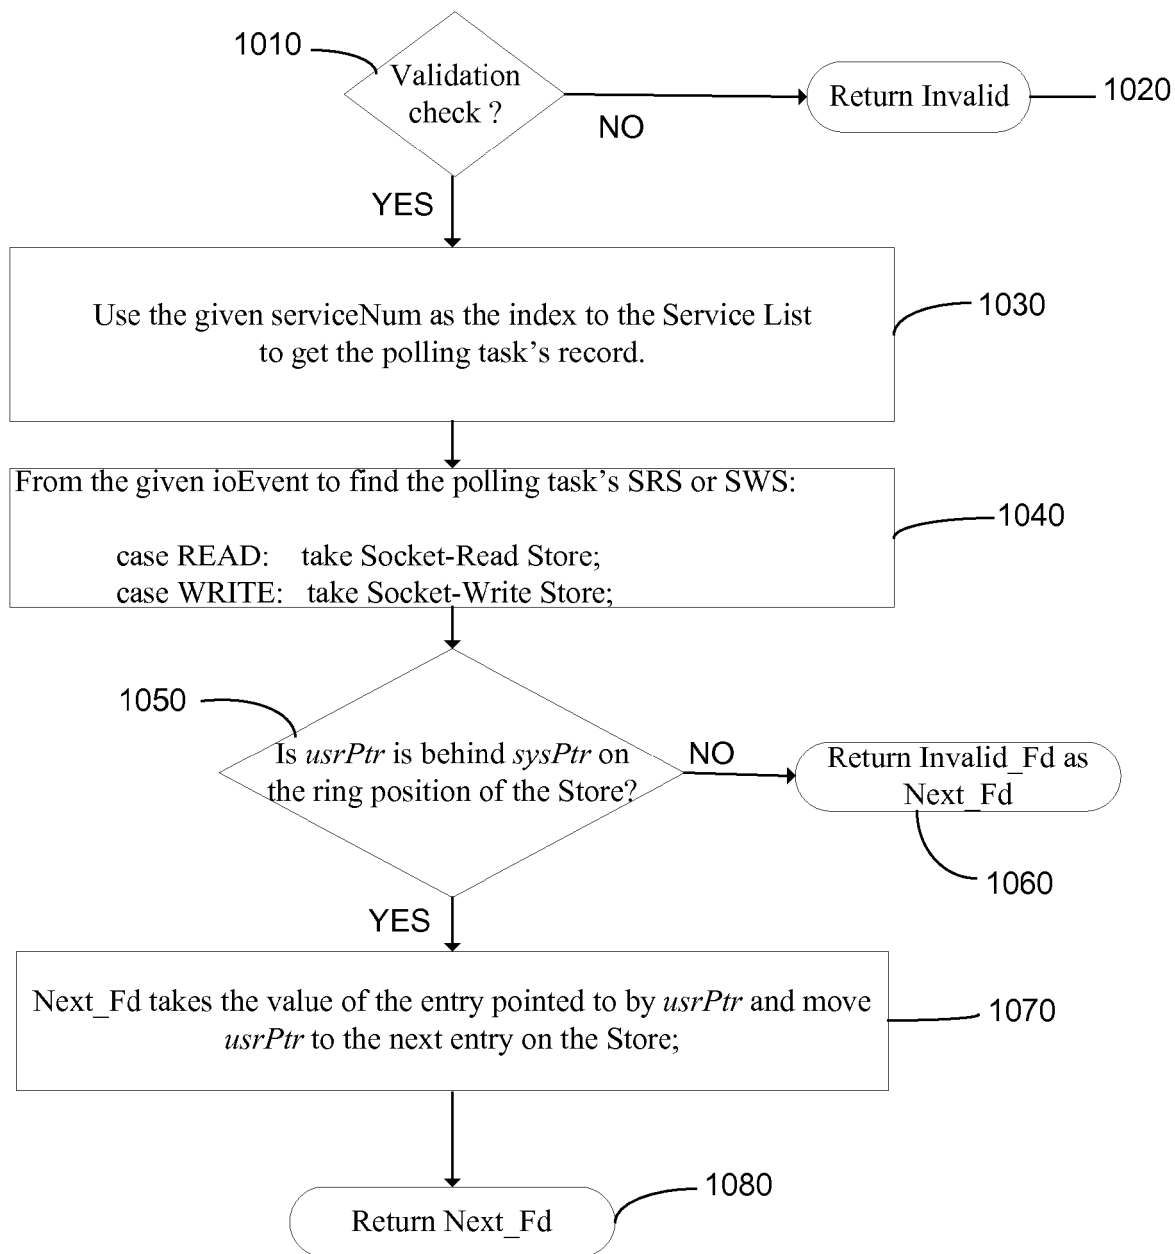 1010
Validation
check ?
Return Invalid
1020
NO
YES
Use the given serviceNum as the index to the Service List
to get the polling task's record.
1030
From the given ioEvent to find the polling task's SRS or SWS:
case READ: take Socket-Read Store;
case WRITE: take Socket-Write Store;
1040
1050
Is usrPtr is behind sysPtr on
the ring position of the Store?
NO
Return Invalid_Fd as
Next_Fd
1060
YES
Next_Fd takes the value of the entry pointed to by usrPtr and move
usrPtr to the next entry on the Store;
1070
1080
Return Next_Fd